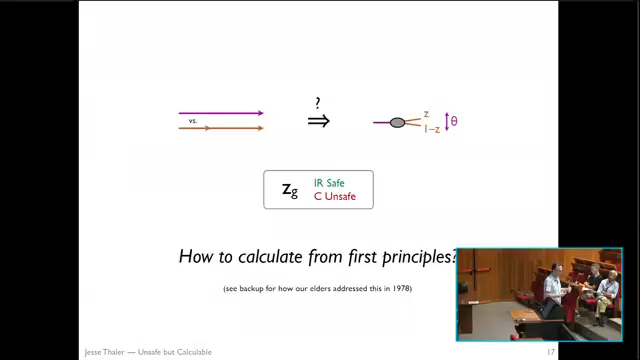 ?
vs.
⇒
z
1–z
θ
zg
IR Safe
C Unsafe
How to calculate from first principles?
(see backup for how our elders addressed this in 1978)
Jesse Thaler — Unsafe but Calculable
17